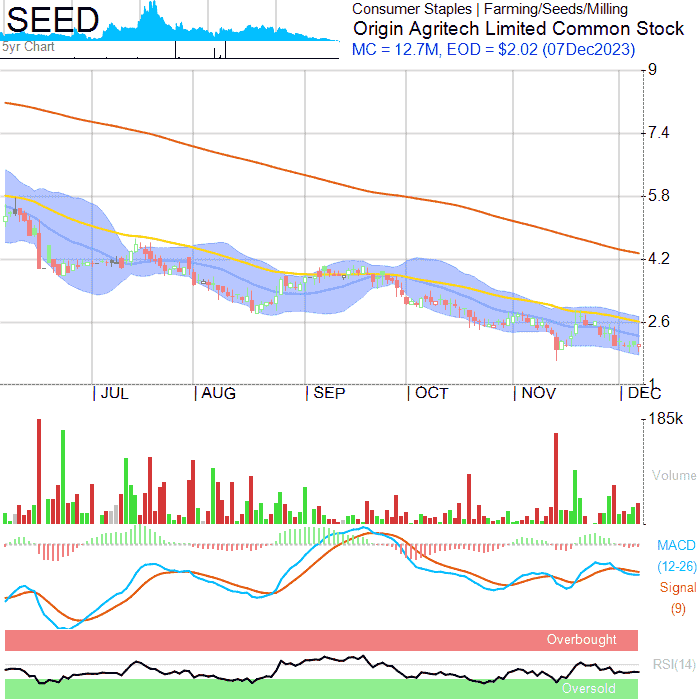 SEED
5yr Chart
Consumer Staples | Farming/Seeds/Milling
Origin Agritech Limited Common Stock
MC = 12.7M, EOD = $2.02 (07Dec2023)
9
7.4
5.8
4.2
2.6
1
JUL
AUG
SEP
OCT
NOV
DEC
185k
Volume
MACD
(12-26)
Signal
(9)
Overbought
RSI(14)
Oversold